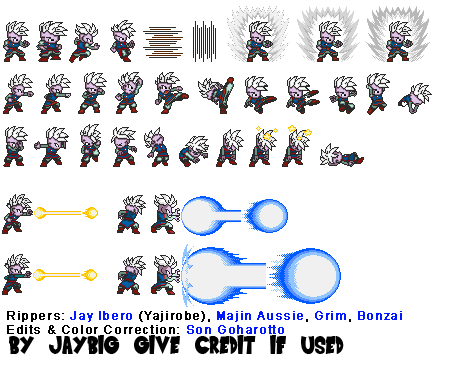 Rippers: Jay Ibero (Yajirobe), Majin Aussie, Grim, Bonzai
Edits & Color Correction: Son Goharotto
BY JAYBIG GIVE CREDIT IF USED